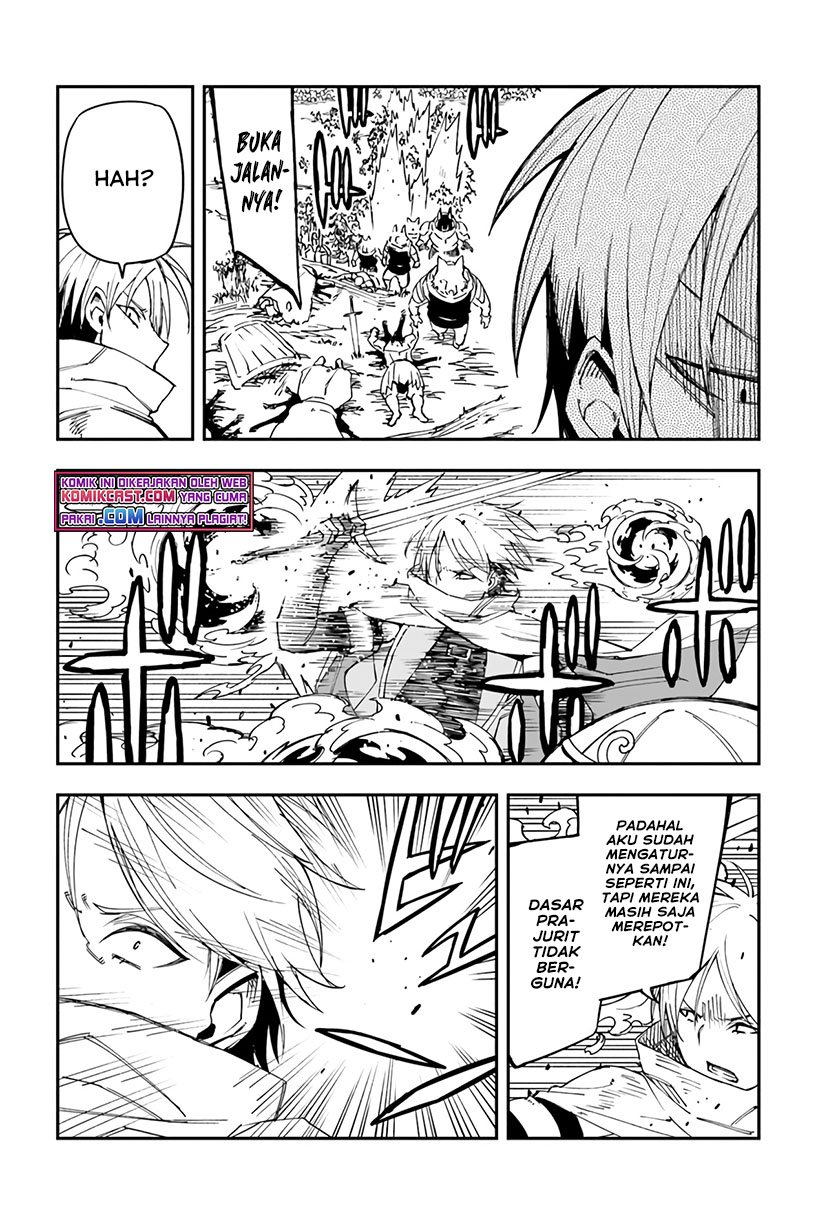 BUKA
JALAN-
NYA!
HAH?
KOMIK INI DIKERJAKAN OLEH WEB
KOMIKCAST.COM YANG CUMA
PAKAI .COM LAINNYA PLAGIAT!
PADAHAL
AKU SUDAH
MENGATUR-
NYA SAMPAI
SEPERTI INI,
TAPI MEREKA
MASIH SAJA
MEREPOT-
KAN!
DASAR
PRA-
JURIT
TIDAK
BER-
GUNA!